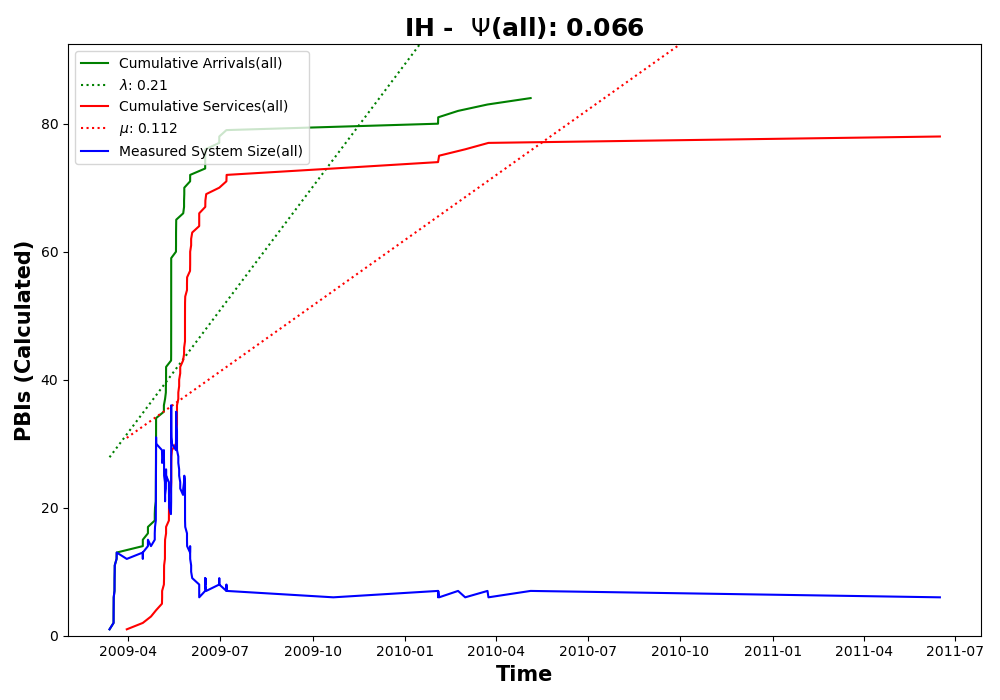 IH -  Ψ(all): 0.066
Cumulative Arrivals(all)
λ: 0.21
Cumulative Services(all)
μ: 0.112
Measured System Size(all)
PBIs (Calculated)
80
60
40
20
0
2009-04 2009-07 2009-10 2010-01 2010-04 2010-07 2010-10 2011-01 2011-04 2011-07
Time